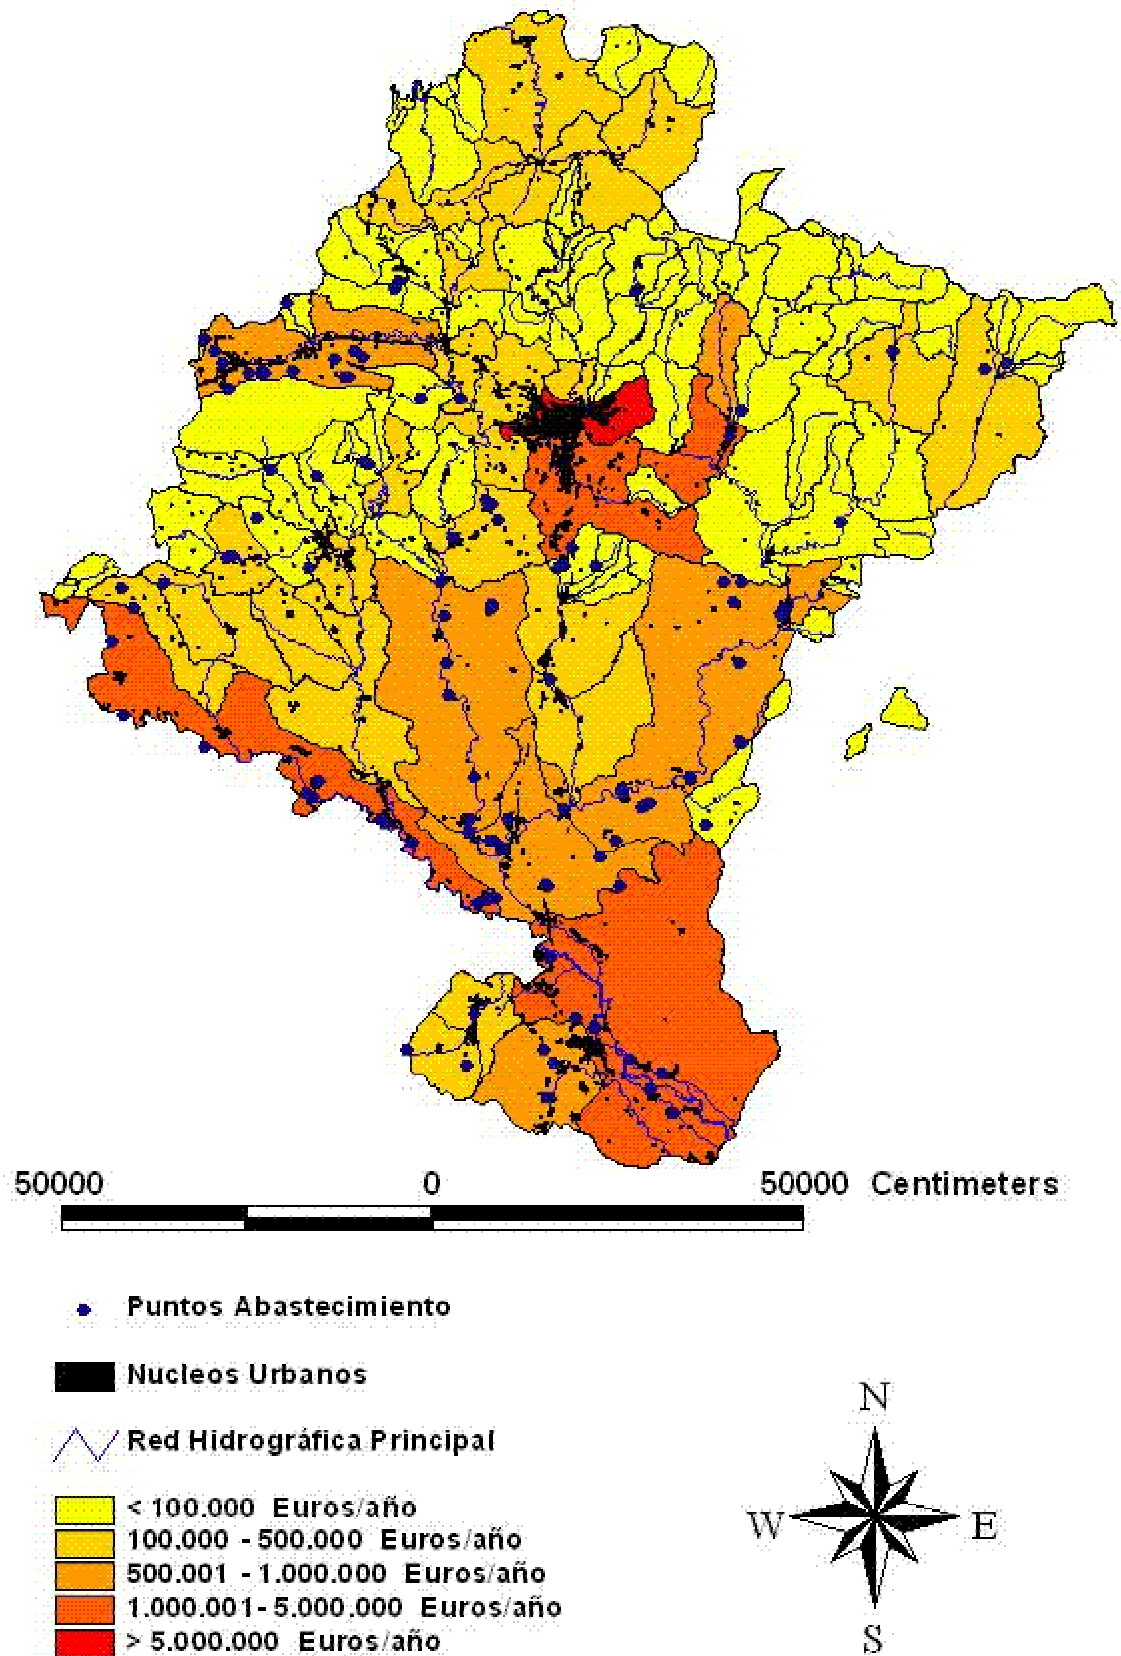 50000 0 50000 Centimeters
Puntos Abastecimiento
Nucleos Urbanos
Red Hidrográfica Principal
< 100.000 Euros/año
100.000 - 500.000 Euros/año
500.001 - 1.000.000 Euros/año
1.000.001- 5.000.000 Euros/año
> 5.000.000 Euros/año
N
W E
S